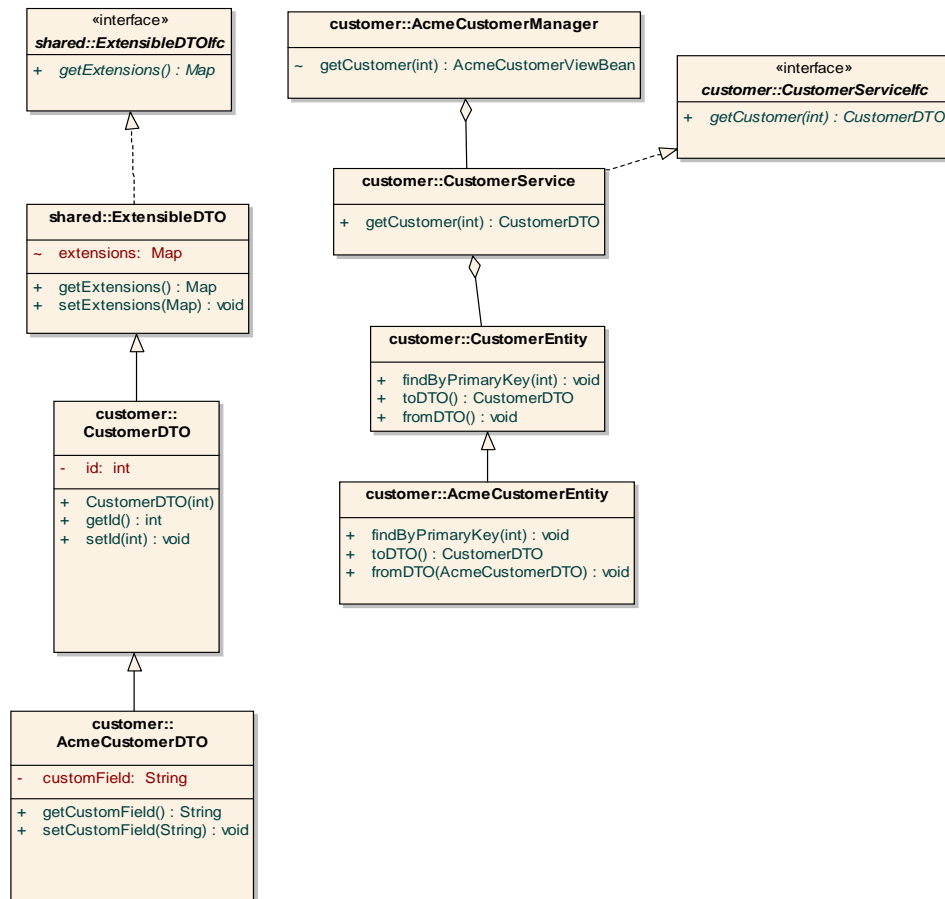 «interface»
shared::ExtensibleDTOIfc
+ getExtensions() : Map
shared::ExtensibleDTO
~ extensions: Map
+ getExtensions() : Map
+ setExtensions(Map) : void
customer::
CustomerDTO
- id: int
+ CustomerDTO(int)
+ getId() : int
+ setId(int) : void
customer::
AcmeCustomerDTO
- customField: String
+ getCustomField() : String
+ setCustomField(String) : void
customer::AcmeCustomerManager
~ getCustomer(int) : AcmeCustomerViewBean
«interface»
customer::CustomerServiceIfc
+ getCustomer(int) : CustomerDTO
customer::CustomerService
+ getCustomer(int) : CustomerDTO
customer::CustomerEntity
+ findByPrimaryKey(int) : void
+ toDTO() : CustomerDTO
+ fromDTO() : void
customer::AcmeCustomerEntity
+ findByPrimaryKey(int) : void
+ toDTO() : CustomerDTO
+ fromDTO(AcmeCustomerDTO) : void